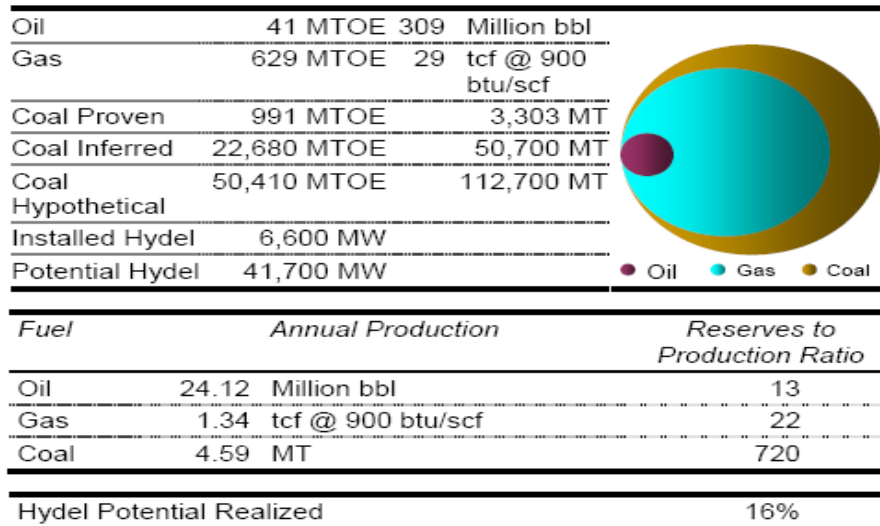 Oil 41 MTOE 309 Million bbl
Gas 629 MTOE 29 tcf @ 900
btu/scf
Coal Proven 991 MTOE 3,303 MT
Coal Inferred 22,680 MTOE 50,700 MT
Coal 50,410 MTOE 112,700 MT
Hypothetical
Installed Hydel 6,600 MW
Potential Hydel 41,700 MW
Oil Gas Coal
Fuel Annual Production Reserves to
Production Ratio
Oil 24.12 Million bbl 13
Gas 1.34 tcf @ 900 btu/scf 22
Coal 4.59 MT 720
Hydel Potential Realized 16%